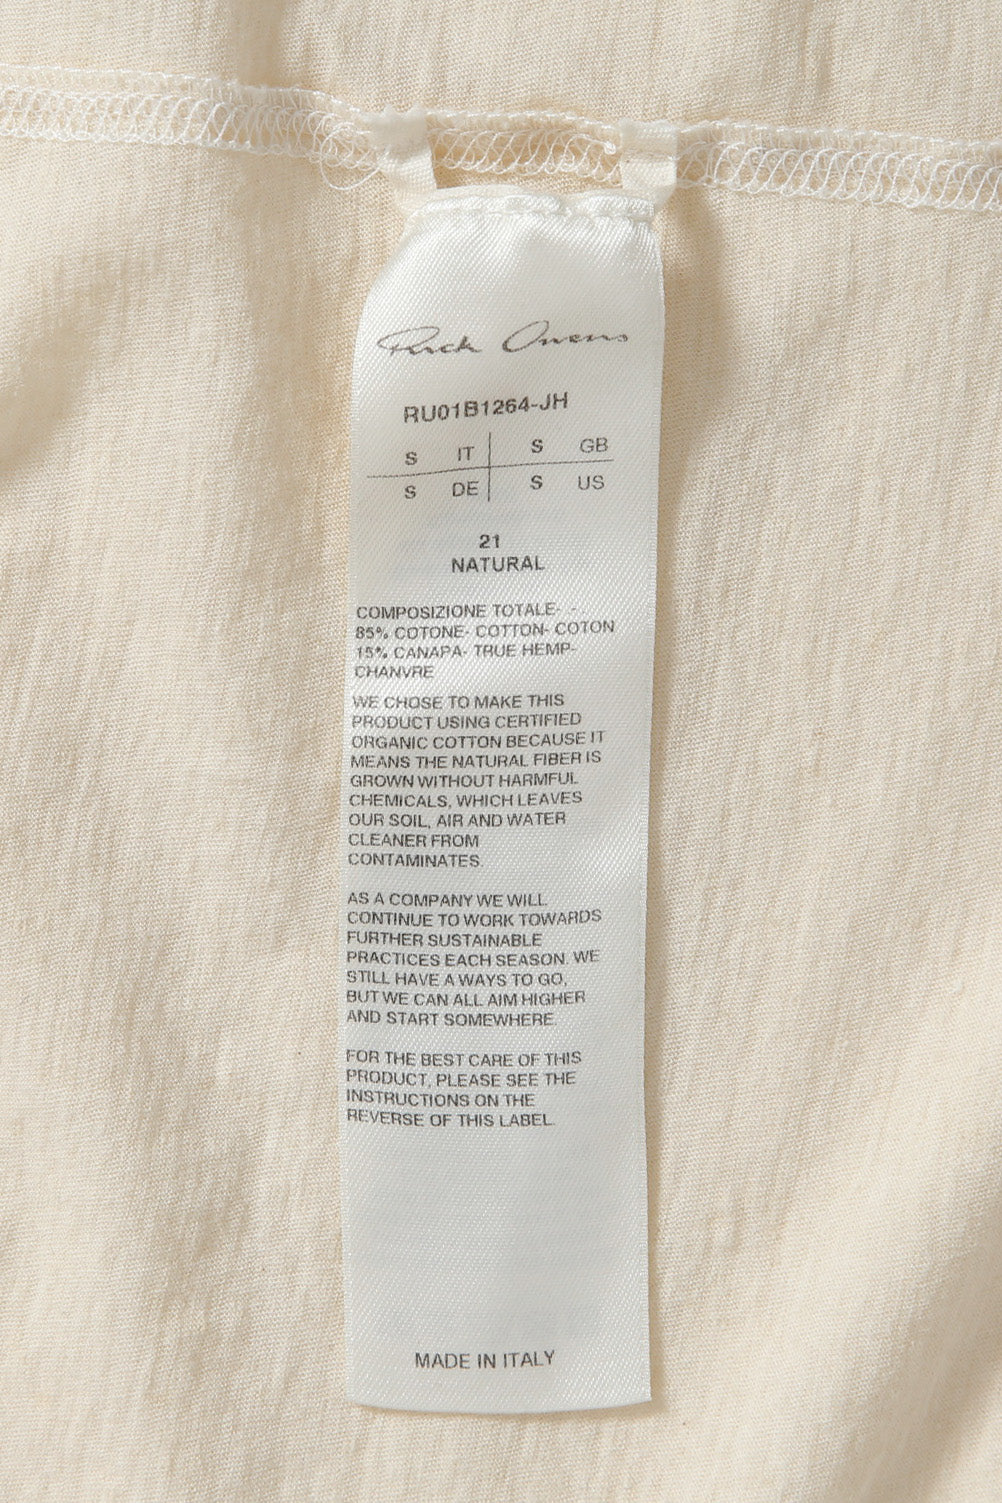 Rick Owens
RU01B1264-JH
S IT S GB
S DE S US
21
NATURAL
COMPOSIZIONE TOTALE- -
85% COTONE- COTTON- COTON
15% CANAPA- TRUE HEMP-
CHANVRE
WE CHOSE TO MAKE THIS
PRODUCT USING CERTIFIED
ORGANIC COTTON BECAUSE IT
MEANS THE NATURAL FIBER IS
GROWN WITHOUT HARMFUL
CHEMICALS, WHICH LEAVES
OUR SOIL, AIR AND WATER
CLEANER FROM
CONTAMINATES.
AS A COMPANY WE WILL
CONTINUE TO WORK TOWARDS
FURTHER SUSTAINABLE
PRACTICES EACH SEASON. WE
STILL HAVE A WAYS TO GO,
BUT WE CAN ALL AIM HIGHER
AND START SOMEWHERE.
FOR THE BEST CARE OF THIS
PRODUCT, PLEASE SEE THE
INSTRUCTIONS ON THE
REVERSE OF THIS LABEL.
MADE IN ITALY